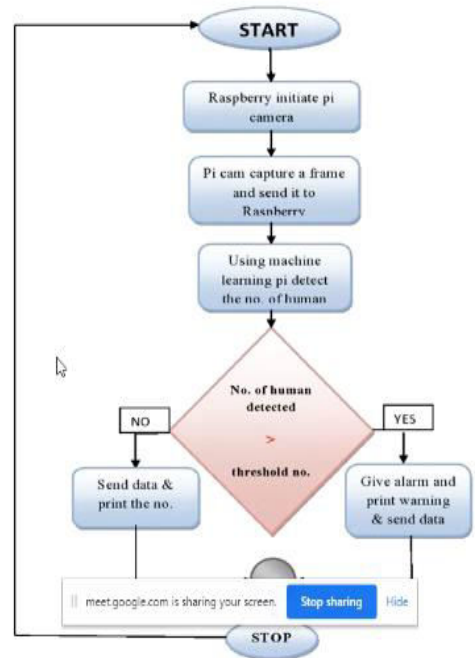 START
Raspberry initiate pi
camera
Pi cam capture a frame
and send it to
Raspberry
Using machine
learning pi detect
the no. of human
No. of human
detected
>
threshold no.
NO
YES
Send data &
print the no.
Give alarm and
print warning
& send data
meet.google.com is sharing your screen. Stop sharing Hide
STOP